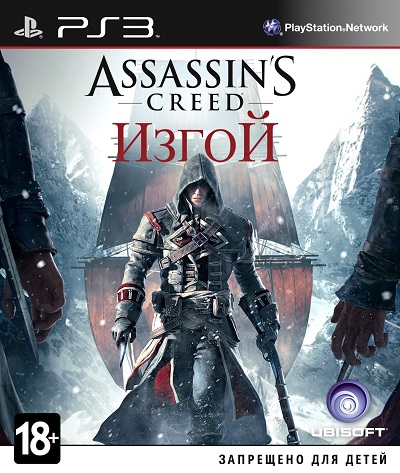 PS3
PlayStation®Network
ASSASSIN'S
CREED
ИЗГОЙ
UBISOFT
18+
ЗАПРЕЩЕНО ДЛЯ ДЕТЕЙ